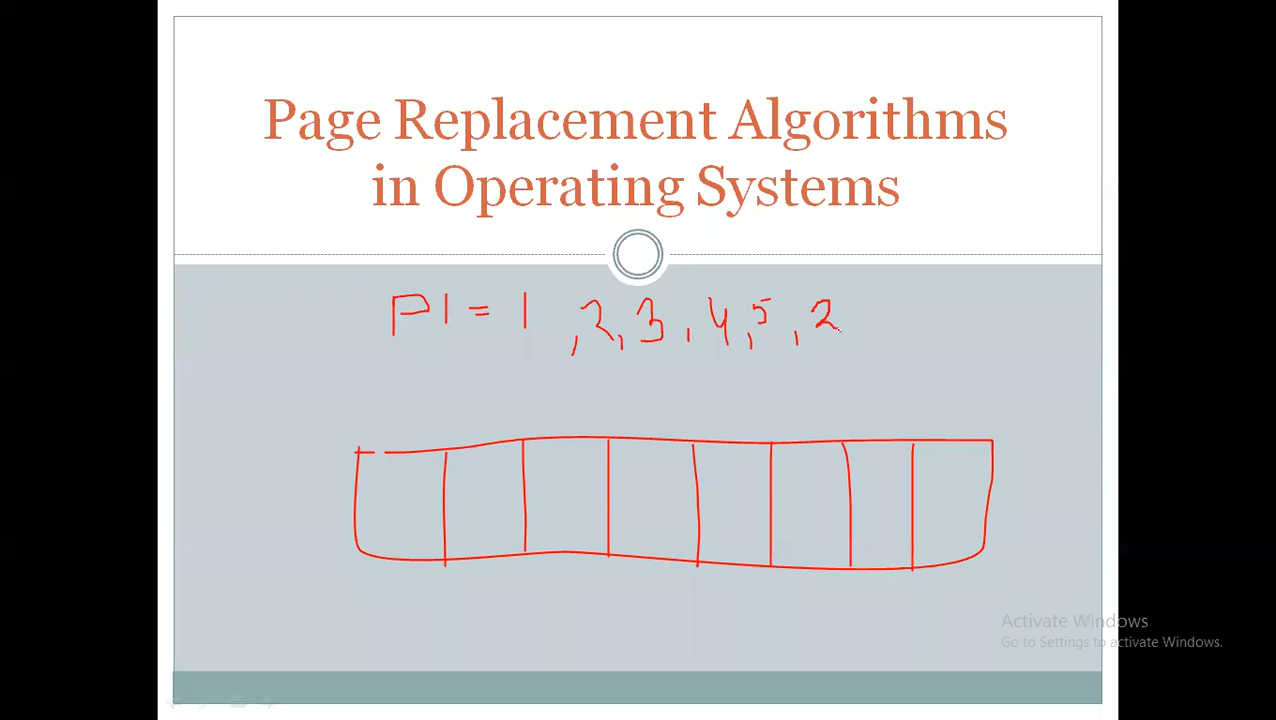 Page Replacement Algorithms
in Operating Systems
P1 = 1 , 2, 3, 4, 5, 2
Activate Windows
Go to Settings to activate Windows.